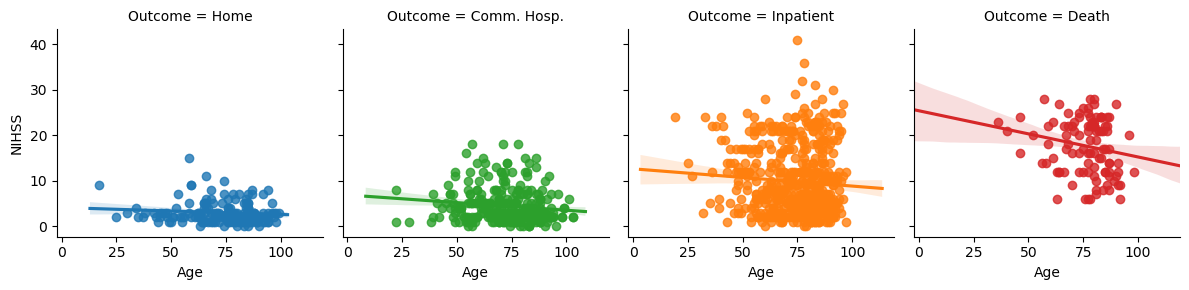 Outcome = Home
Outcome = Comm. Hosp.
Outcome = Inpatient
Outcome = Death
NIHSS
40
30
20
10
0
0 25 50 75 100
0 25 50 75 100
0 25 50 75 100
0 25 50 75 100
Age
Age
Age
Age